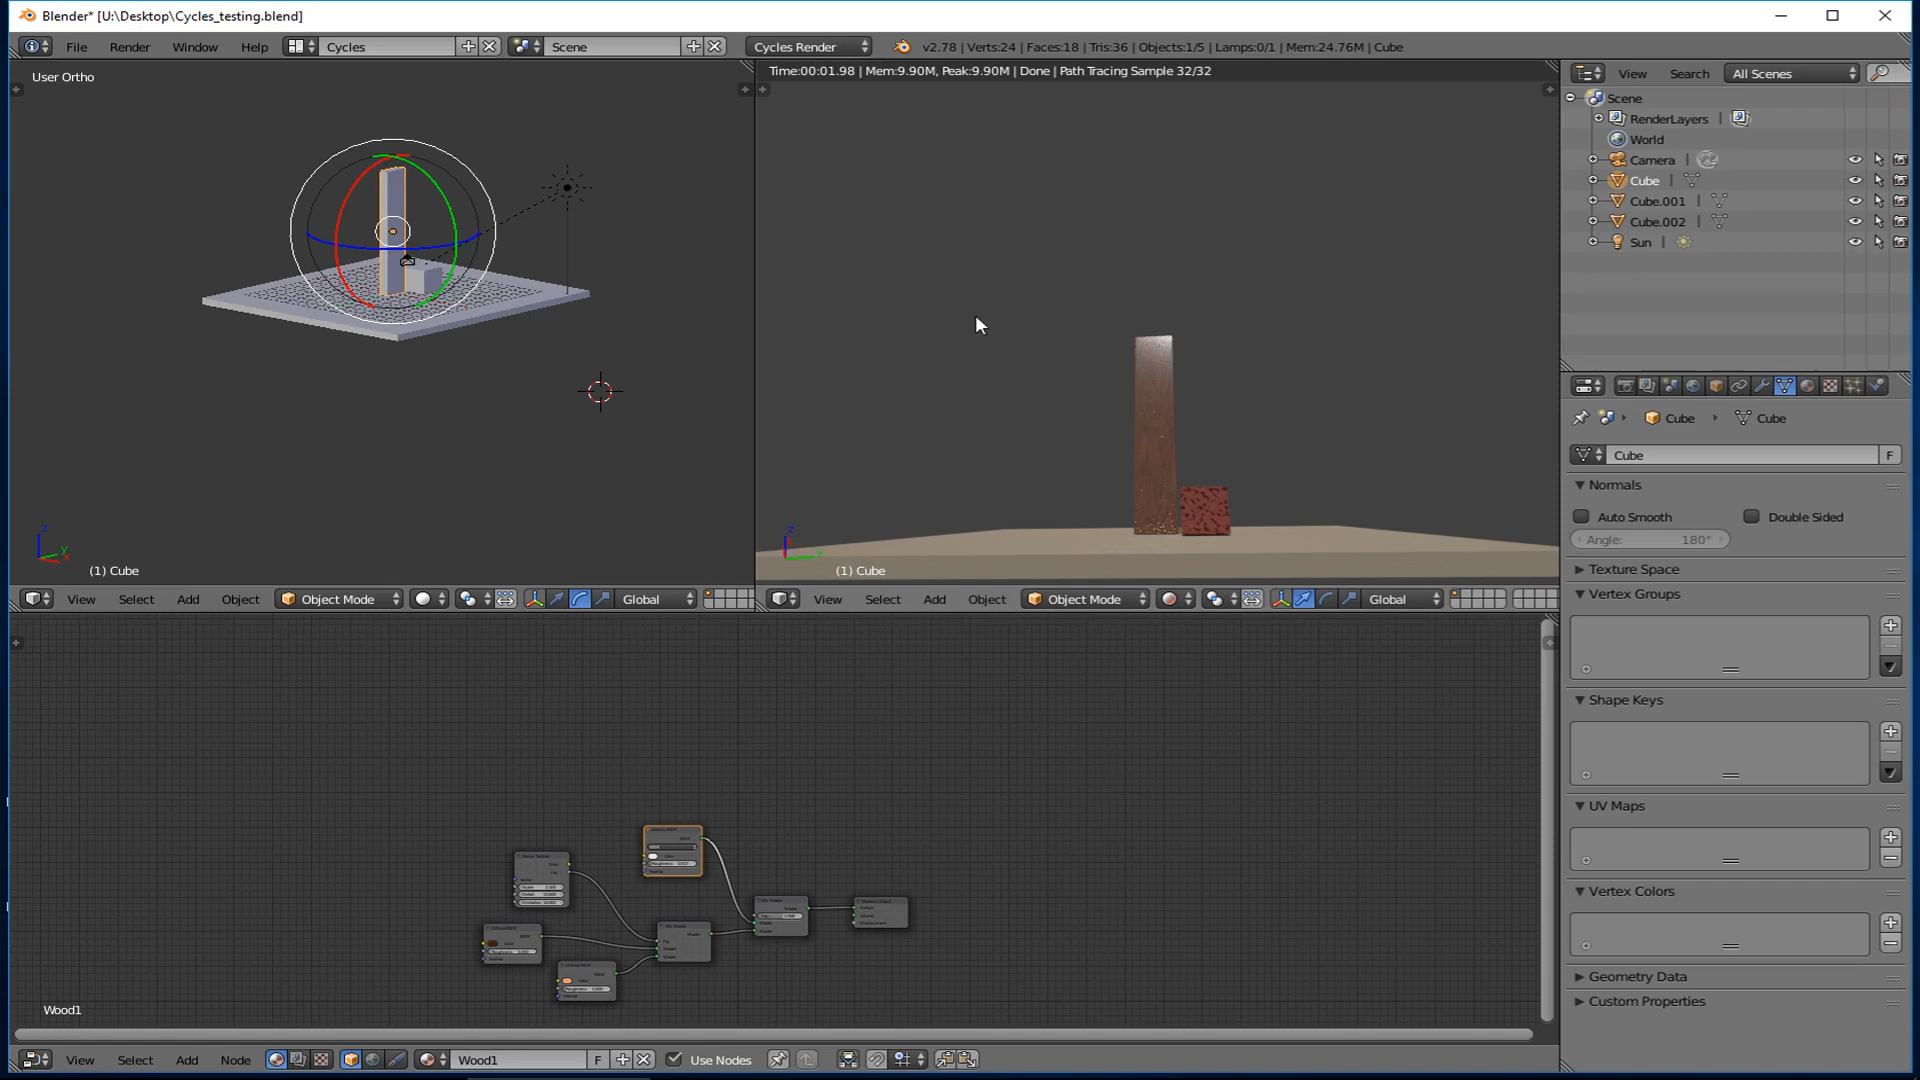 Blender* [U:\Desktop\Cycles_testing.blend]
File Render Window Help Cycles Scene Cycles Render v2.78 | Verts:24 | Faces:18 | Tris:36 | Objects:1/5 | Lamps:0/1 | Mem:24.76M | Cube
User Ortho
Time:00:01.98 | Mem:9.90M, Peak:9.90M | Done | Path Tracing Sample 32/32
View Search All Scenes
Scene
RenderLayers
World
Camera
Cube
Cube.001
Cube.002
Sun
Cube Cube
Cube F
Normals
Auto Smooth Double Sided
Angle: 180°
Texture Space
Vertex Groups
Shape Keys
UV Maps
Vertex Colors
Geometry Data
Custom Properties
z
y
(1) Cube
z
(1) Cube
View Select Add Object Object Mode Global
View Select Add Object Object Mode Global
Wood1
View Select Add Node Wood1 F Use Nodes